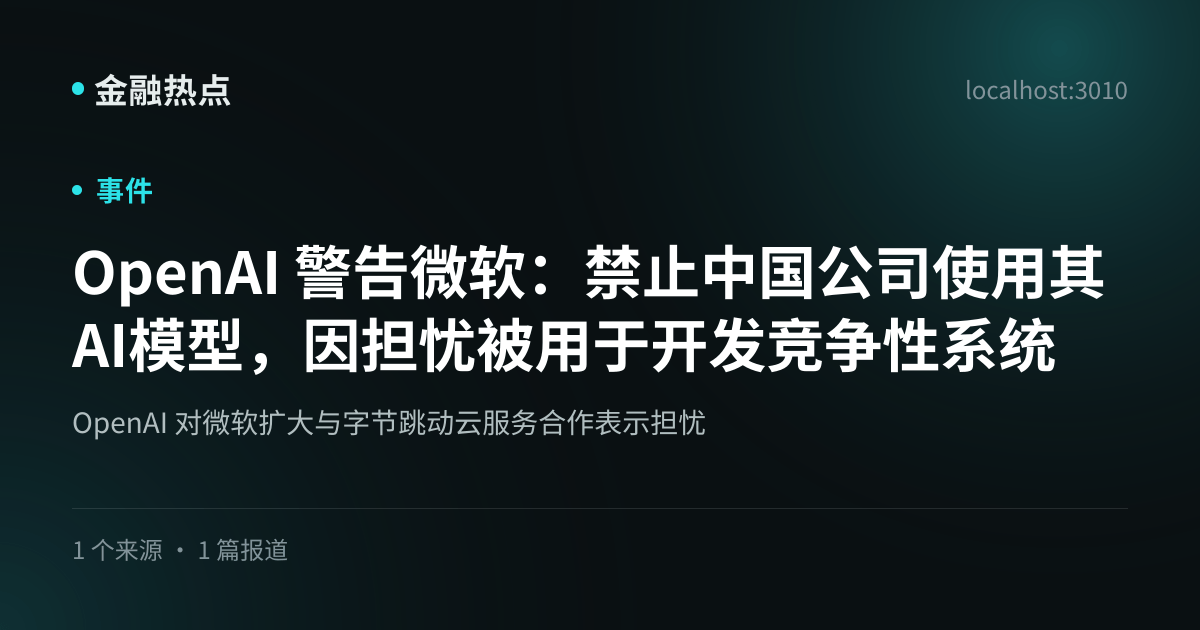 金融热点
localhost:3010
事件
OpenAI 警告微软：禁止中国公司使用其
AI模型，因担忧被用于开发竞争性系统
OpenAI 对微软扩大与字节跳动云服务合作表示担忧
1 个来源 · 1 篇报道